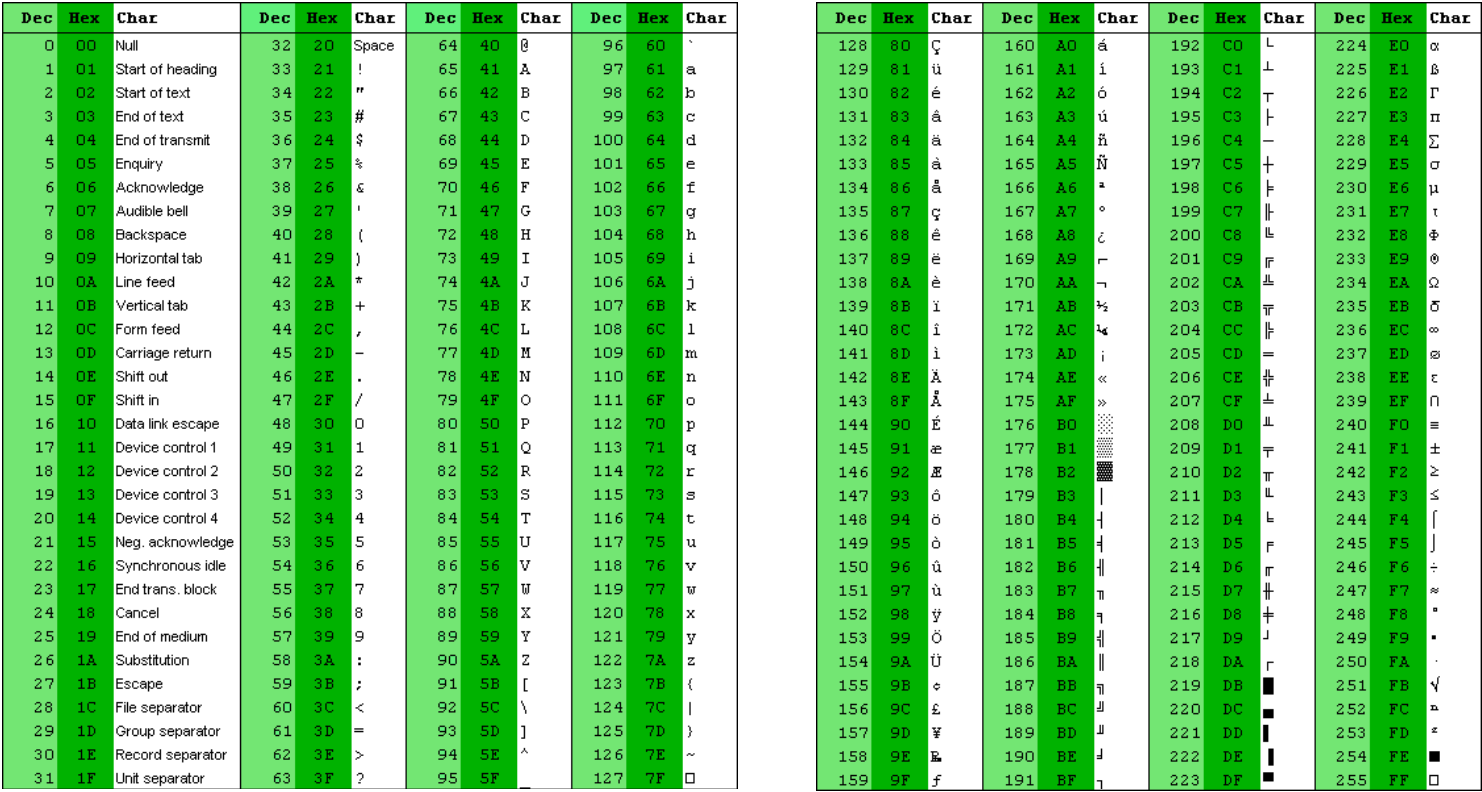 Dec Hex Char Dec Hex Char Dec Hex Char Dec Hex Char Dec Hex Char Dec Hex Char Dec Hex Char Dec Hex Char
0 00 Null 32 20 Space 64 40 @ 96 60 ` 128 80 Ç 160 A0 á 192 C0 └ 224 E0 α
1 01 Start of heading 33 21 ! 65 41 A 97 61 a 129 81 ü 161 A1 í 193 C1 ┴ 225 E1 ß
2 02 Start of text 34 22 " 66 42 B 98 62 b 130 82 é 162 A2 ó 194 C2 ┬ 226 E2 Γ
3 03 End of text 35 23 # 67 43 C 99 63 c 131 83 â 163 A3 ú 195 C3 ├ 227 E3 π
4 04 End of transmit 36 24 $ 68 44 D 100 64 d 132 84 ä 164 A4 ñ 196 C4 ─ 228 E4 Σ
5 05 Enquiry 37 25 % 69 45 E 101 65 e 133 85 à 165 A5 Ñ 197 C5 ┼ 229 E5 σ
6 06 Acknowledge 38 26 & 70 46 F 102 66 f 134 86 å 166 A6 ª 198 C6 ╞ 230 E6 µ
7 07 Audible bell 39 27 ' 71 47 G 103 67 g 135 87 ç 167 A7 º 199 C7 ╟ 231 E7 τ
8 08 Backspace 40 28 ( 72 48 H 104 68 h 136 88 ê 168 A8 ¿ 200 C8 ╚ 232 E8 Φ
9 09 Horizontal tab 41 29 ) 73 49 I 105 69 i 137 89 ë 169 A9 ⌐ 201 C9 ╔ 233 E9 Θ
10 0A Line feed 42 2A * 74 4A J 106 6A j 138 8A è 170 AA ¬ 202 CA ╩ 234 EA Ω
11 0B Vertical tab 43 2B + 75 4B K 107 6B k 139 8B ï 171 AB ½ 203 CB ╦ 235 EB δ
12 0C Form feed 44 2C , 76 4C L 108 6C l 140 8C î 172 AC ¼ 204 CC ╠ 236 EC ∞
13 0D Carriage return 45 2D - 77 4D M 109 6D m 141 8D ì 173 AD ¡ 205 CD ═ 237 ED ø
14 0E Shift out 46 2E . 78 4E N 110 6E n 142 8E Ä 174 AE « 206 CE ╬ 238 EE ε
15 0F Shift in 47 2F / 79 4F O 111 6F o 143 8F Å 175 AF » 207 CF ╧ 239 EF ∩
16 10 Data link escape 48 30 0 80 50 P 112 70 p 144 90 É 176 B0 ░ 208 D0 ╨ 240 F0 ≡
17 11 Device control 1 49 31 1 81 51 Q 113 71 q 145 91 æ 177 B1 ▒ 209 D1 ╤ 241 F1 ±
18 12 Device control 2 50 32 2 82 52 R 114 72 r 146 92 Æ 178 B2 ▓ 210 D2 ╥ 242 F2 ≥
19 13 Device control 3 51 33 3 83 53 S 115 73 s 147 93 ô 179 B3 │ 211 D3 ╙ 243 F3 ≤
20 14 Device control 4 52 34 4 84 54 T 116 74 t 148 94 ö 180 B4 ┤ 212 D4 ╘ 244 F4 ⌠
21 15 Neg. acknowledge 53 35 5 85 55 U 117 75 u 149 95 ò 181 B5 ╡ 213 D5 ╒ 245 F5 ⌡
22 16 Synchronous idle 54 36 6 86 56 V 118 76 v 150 96 û 182 B6 ╢ 214 D6 ╓ 246 F6 ÷
23 17 End trans. block 55 37 7 87 57 W 119 77 w 151 97 ù 183 B7 ╖ 215 D7 ╫ 247 F7 ≈
24 18 Cancel 56 38 8 88 58 X 120 78 x 152 98 ÿ 184 B8 ╕ 216 D8 ╪ 248 F8 °
25 19 End of medium 57 39 9 89 59 Y 121 79 y 153 99 Ö 185 B9 ╣ 217 D9 ┘ 249 F9 ∙
26 1A Substitution 58 3A : 90 5A Z 122 7A z 154 9A Ü 186 BA ║ 218 DA ┌ 250 FA ·
27 1B Escape 59 3B ; 91 5B [ 123 7B { 155 9B ¢ 187 BB ╗ 219 DB █ 251 FB √
28 1C File separator 60 3C < 92 5C \ 124 7C | 156 9C £ 188 BC ╝ 220 DC ▄ 252 FC ⁿ
29 1D Group separator 61 3D = 93 5D ] 125 7D } 157 9D ¥ 189 BD ╜ 221 DD ▌ 253 FD ²
30 1E Record separator 62 3E > 94 5E ^ 126 7E ~ 158 9E ₧ 190 BE ╛ 222 DE ▐ 254 FE ■
31 1F Unit separator 63 3F ? 95 5F _ 127 7F □ 159 9F ƒ 191 BF ┐ 223 DF ▀ 255 FF □